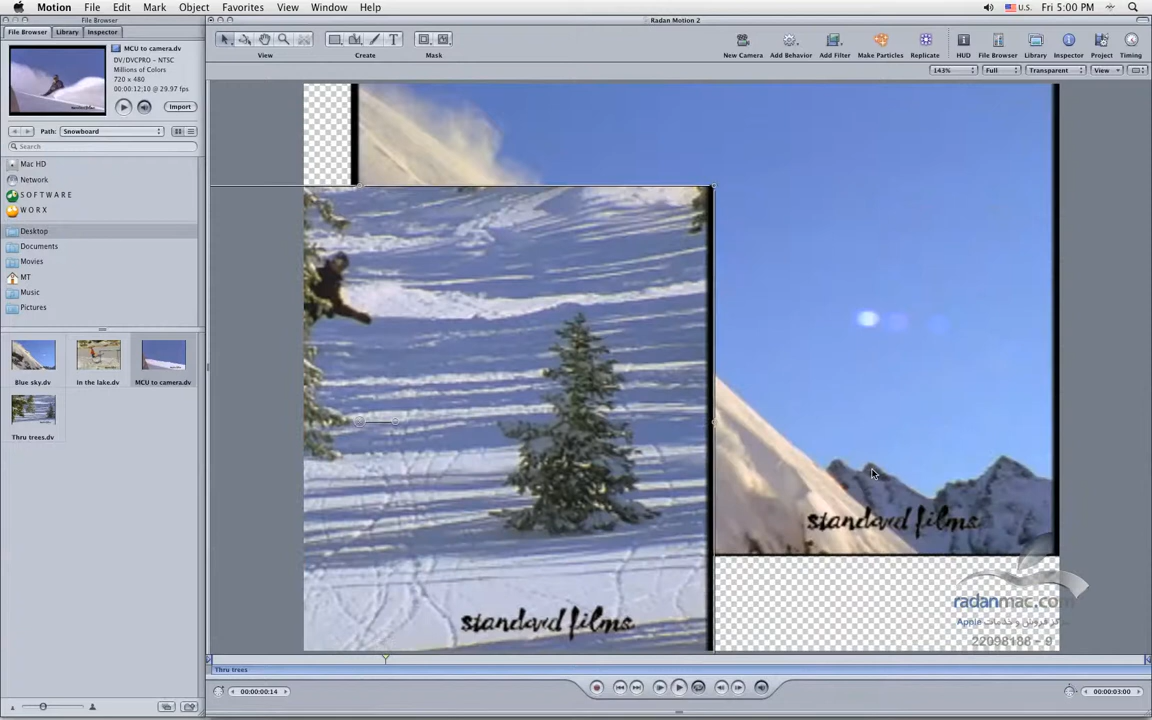 Motion File Edit Mark Object Favorites View Window Help
U.S. Fri 5:00 PM
File Browser
Radan Motion 2
File Browser Library Inspector
MCU to camera.dv
DV/DVCPRO - NTSC
Millions of Colors
720 x 480
00:00:12;10 @ 29.97 fps
Import
View Create Mask
New Camera Add Behavior Add Filter Make Particles Replicate HUD File Browser Library Inspector Project Timing
143% Full Transparent View
Path: Snowboard
Search
Mac HD
Network
S O F T W A R E
W O R X
Desktop
Documents
Movies
MT
Music
Pictures
Blue sky.dv In the lake.dv MCU to camera.dv
Thru trees.dv
standard films
standard films
radanmac.com
مرکز فروش و خدمات Apple
22098188 – 9
Thru trees
00:00:00:14
00:00:03:00